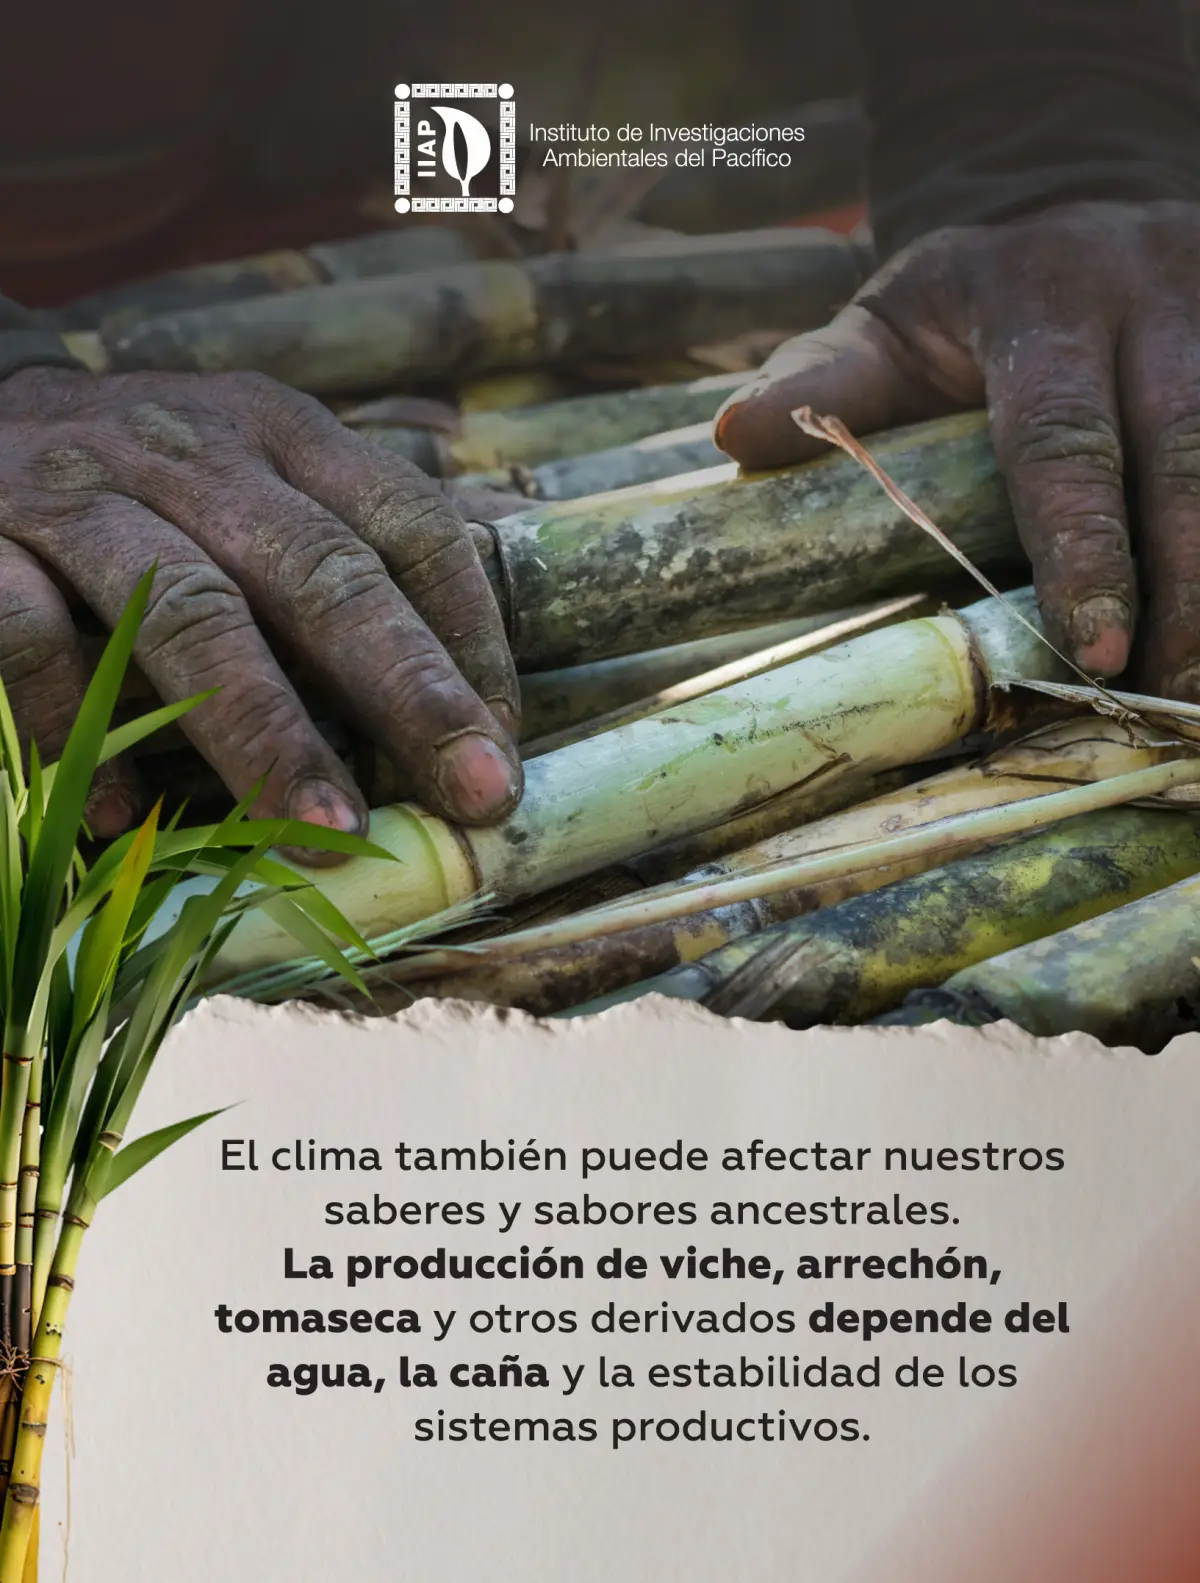 IIAP
Instituto de Investigaciones
Ambientales del Pacífico
El clima también puede afectar nuestros
saberes y sabores ancestrales.
La producción de viche, arrechón,
tomaseca y otros derivados depende del
agua, la caña y la estabilidad de los
sistemas productivos.